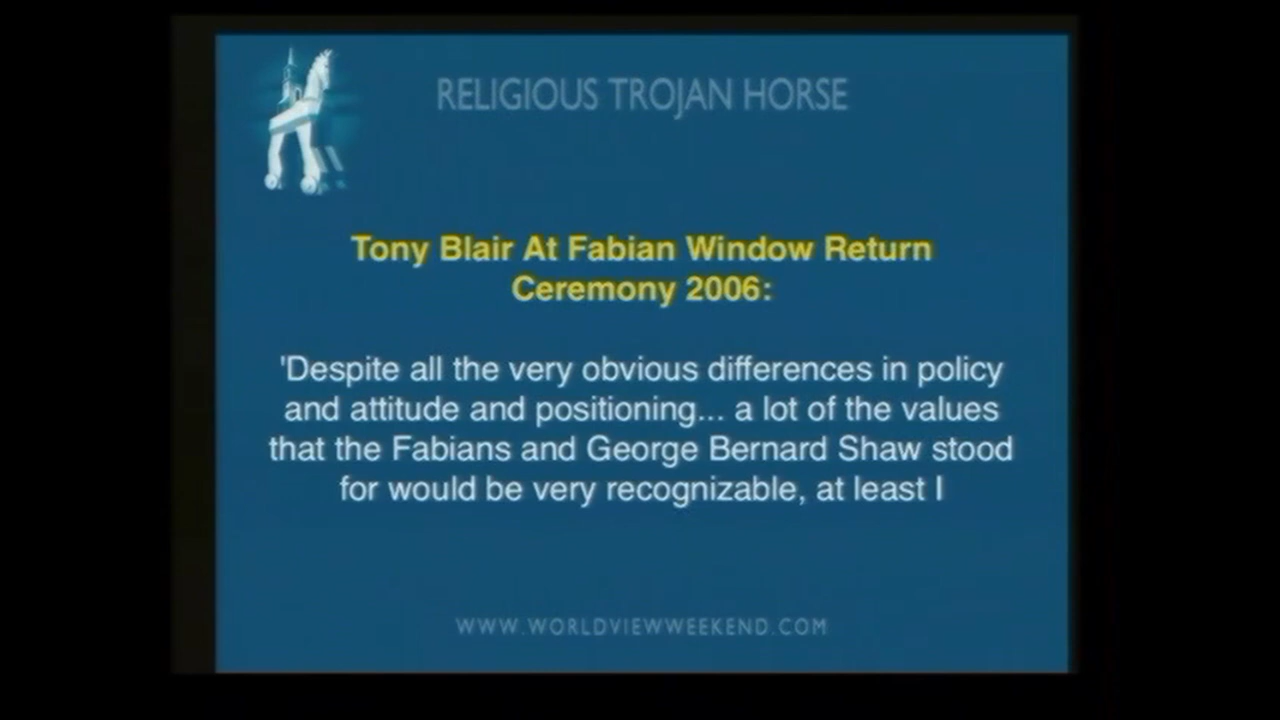 RELIGIOUS TROJAN HORSE
Tony Blair At Fabian Window Return
Ceremony 2006:
'Despite all the very obvious differences in policy
and attitude and positioning... a lot of the values
that the Fabians and George Bernard Shaw stood
for would be very recognizable, at least I
WWW.WORLDVIEWWEEKEND.COM